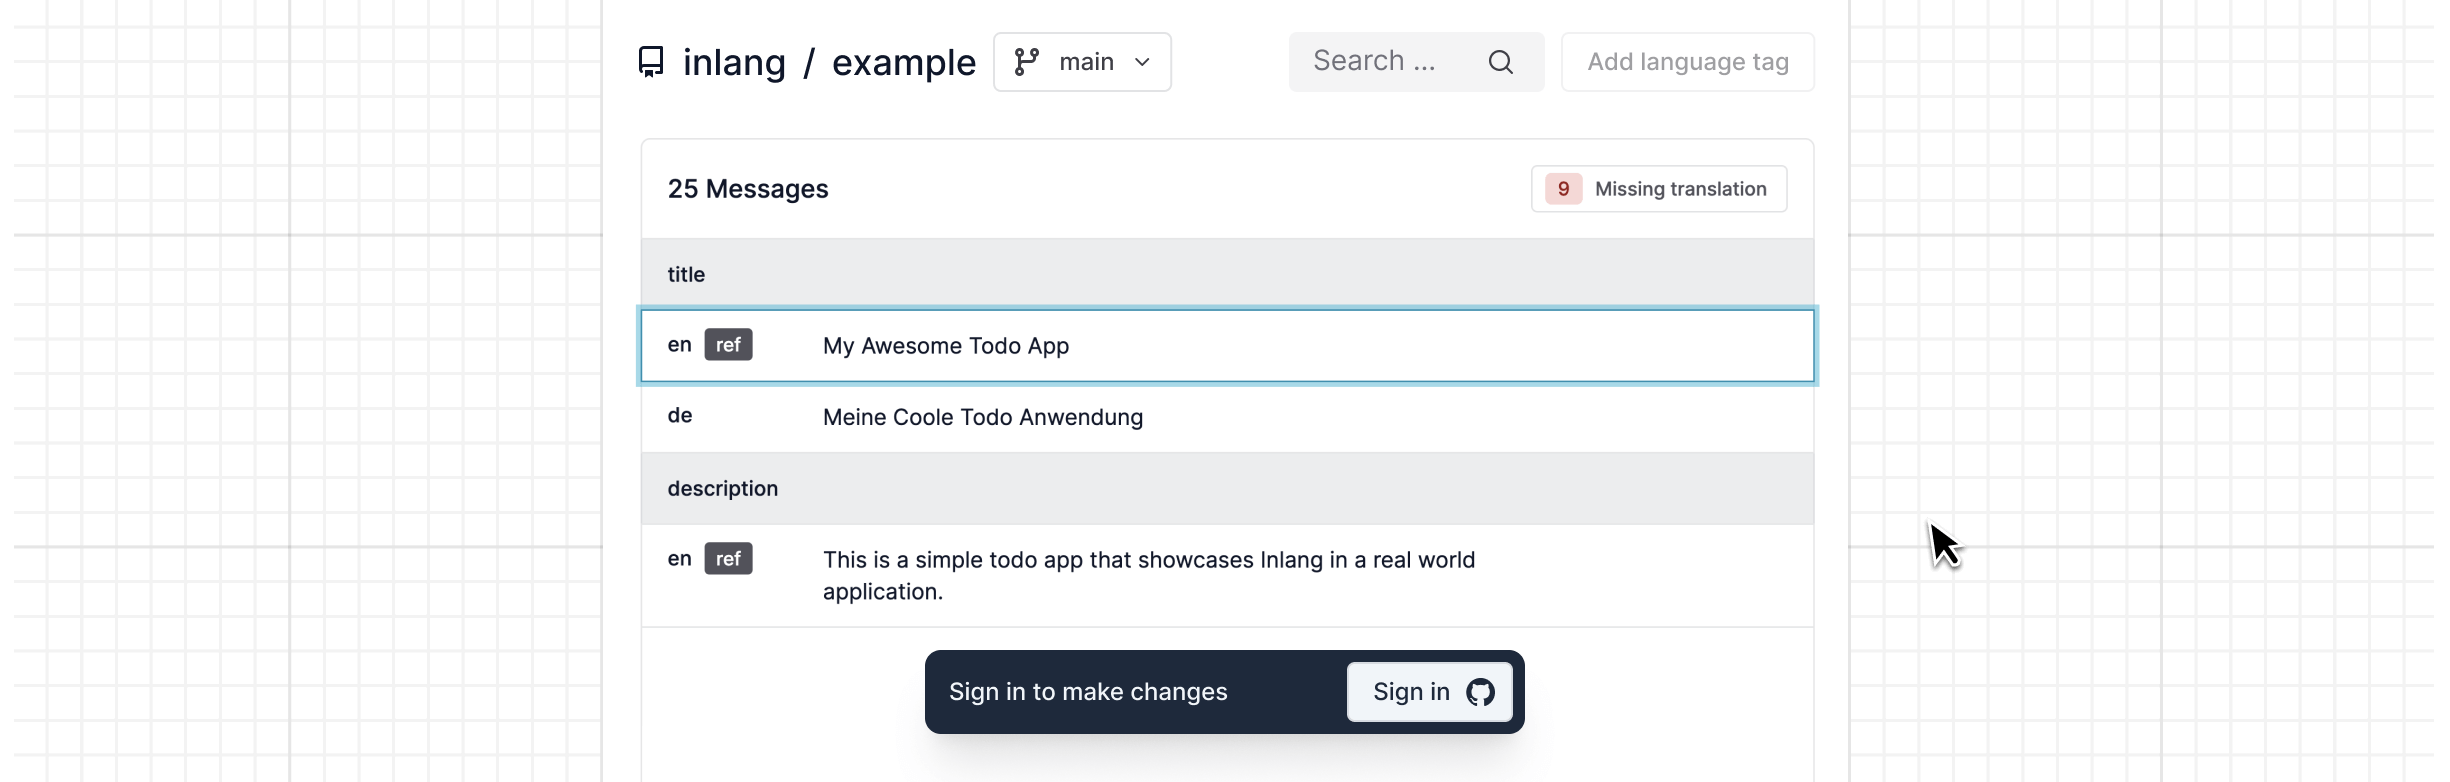 inlang / example
main
Search ...
Add language tag
25 Messages
9 Missing translation
title
en ref My Awesome Todo App
de Meine Coole Todo Anwendung
description
en ref This is a simple todo app that showcases Inlang in a real world
application.
Sign in to make changes
Sign in